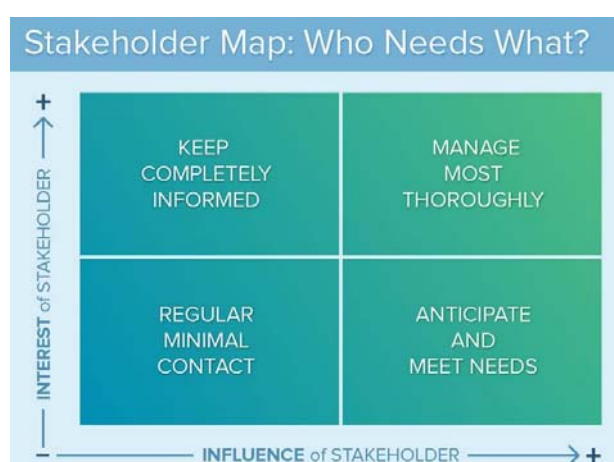 Stakeholder Map: Who Needs What?
+
INTEREST of STAKEHOLDER
KEEP
COMPLETELY
INFORMED
MANAGE
MOST
THOROUGHLY
REGULAR
MINIMAL
CONTACT
ANTICIPATE
AND
MEET NEEDS
–
INFLUENCE of STAKEHOLDER
+